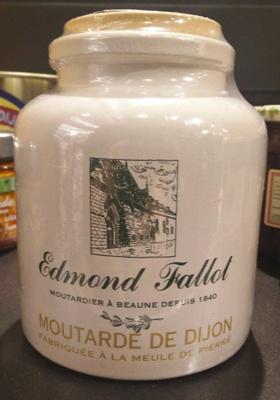 Edmond Fallot
MOUTARDIER À BEAUNE DEPUIS 1840
MOUTARDE DE DIJON
FABRIQUÉE À LA MEULE DE PIERRE